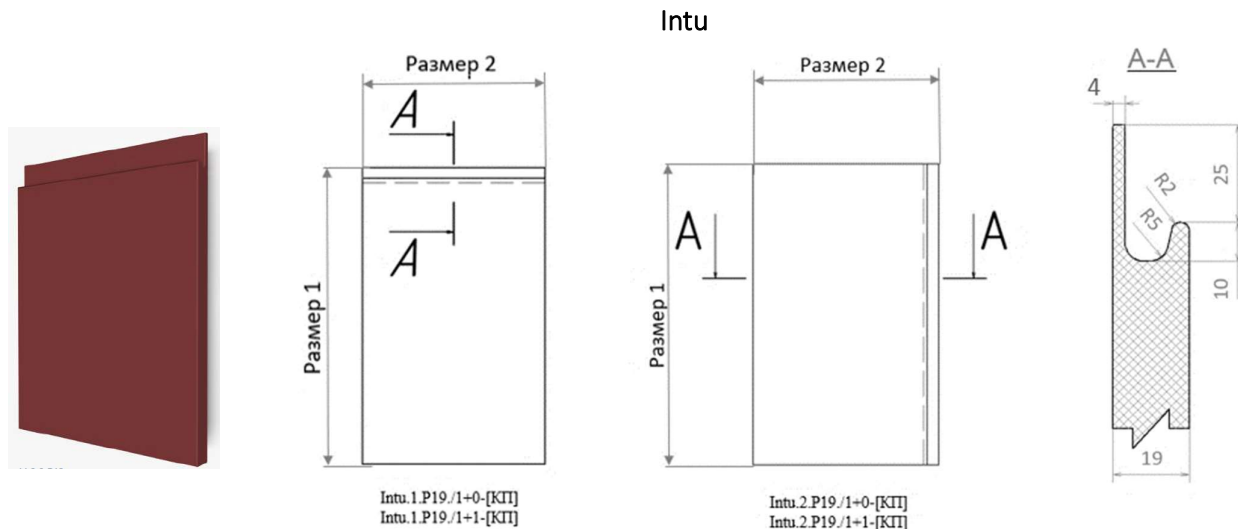 Intu
Размер 2
A
A
Размер 1
Intu.1.P19./1+0-[КП]
Intu.1.P19./1+1-[КП]
Размер 2
A
A
Размер 1
Intu.2.P19./1+0-[КП]
Intu.2.P19./1+1-[КП]
A-A
4
R2
R5
25
10
19